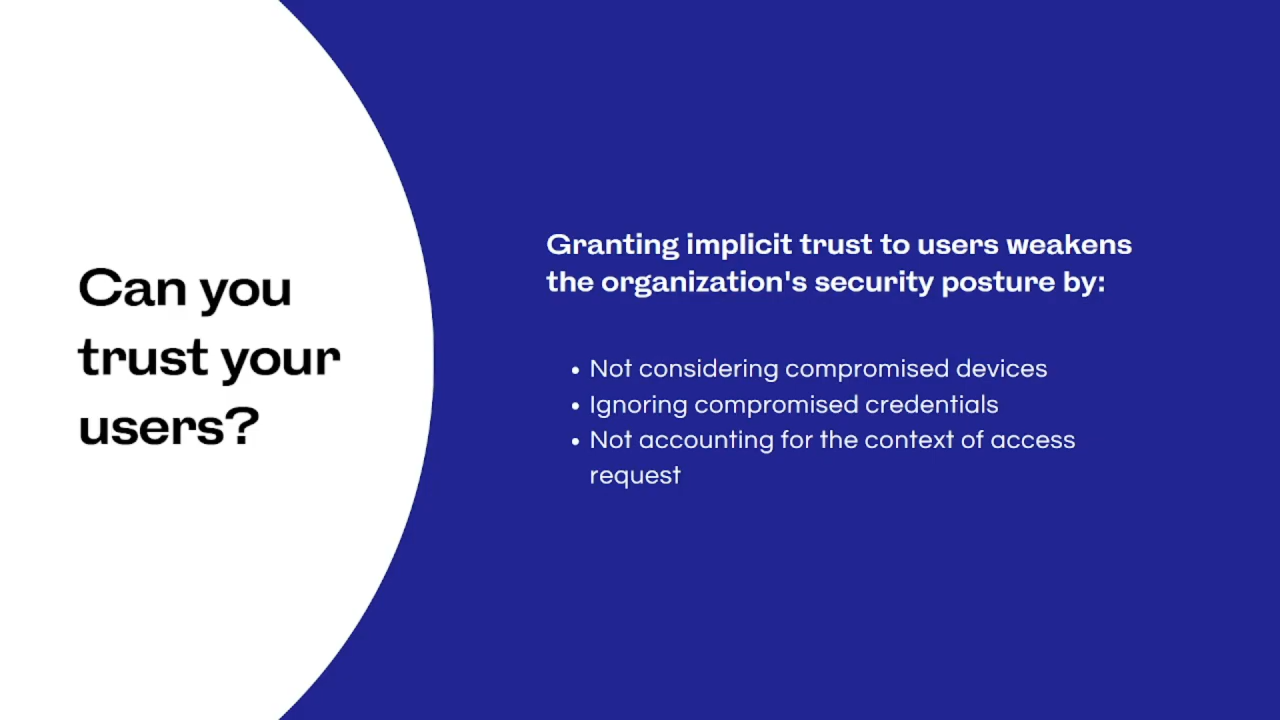 Can you
trust your
users?
Granting implicit trust to users weakens
the organization's security posture by:
• Not considering compromised devices
• Ignoring compromised credentials
• Not accounting for the context of access
request